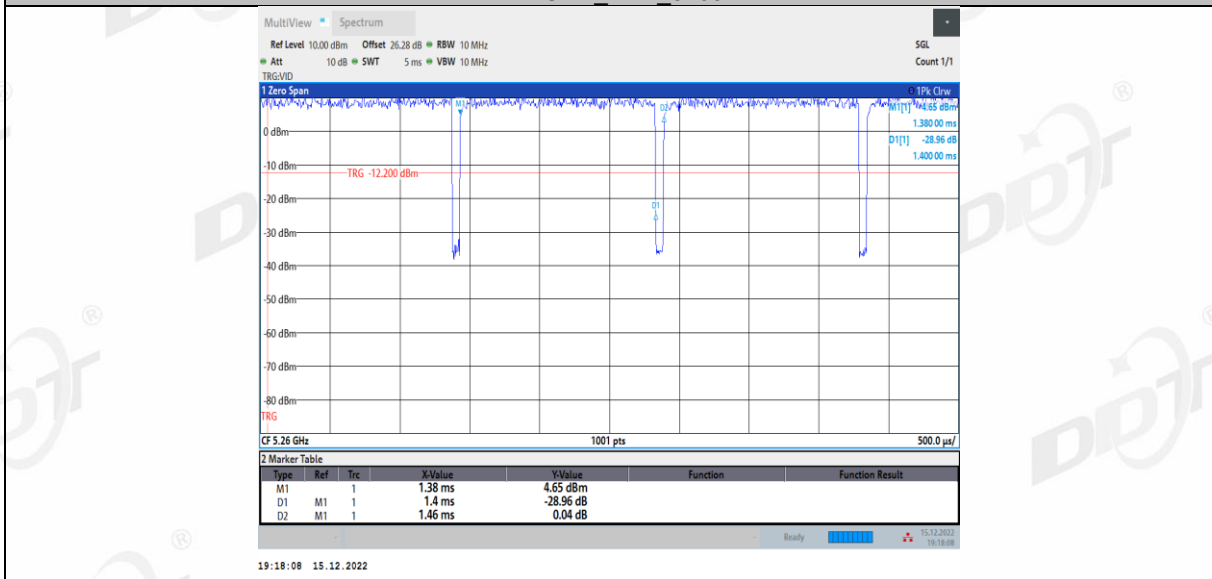 MultiView Spectrum
Ref Level 10.00 dBm Offset 26.28 dB RBW 10 MHz SGL
Att 10 dB SWT 5 ms VBW 10 MHz Count 1/1
TRG:VID
1 Zero Span 1Pk Clrw
M1 D2 M1[1] 4.65 dBm
1.380 00 ms
0 dBm
D1[1] -28.96 dB
1.400 00 ms
-10 dBm
TRG -12.200 dBm
-20 dBm
D1
-30 dBm
-40 dBm
-50 dBm
-60 dBm
-70 dBm
-80 dBm
TRG
CF 5.26 GHz 1001 pts 500.0 µs/
2 Marker Table
Type Ref Trc X-Value Y-Value Function Function Result
M1 1 1.38 ms 4.65 dBm
D1 M1 1 1.4 ms -28.96 dB
D2 M1 1 1.46 ms 0.04 dB
Ready 15.12.2022
19:18:08
19:18:08 15.12.2022
DDT
®